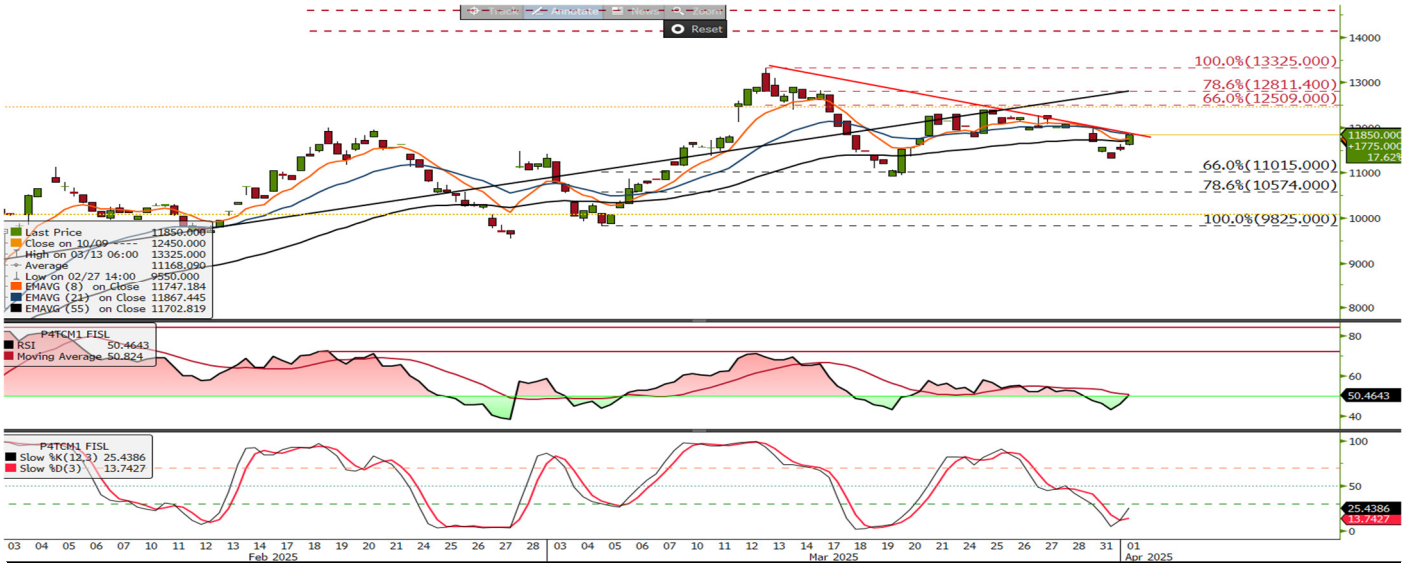 Track Annotate News Zoom
Reset
14000
100.0%(13325.000)
13000
78.6%(12811.400)
66.0%(12509.000)
12000
11850.000
+1775.000
17.62%
66.0%(11015.000)
11000
78.6%(10574.000)
10000
100.0%(9825.000)
9000
8000
Last Price 11850.000
Close on 10/09 ---- 12450.000
High on 03/13 06:00 13325.000
Average 11168.090
Low on 02/27 14:00 9550.000
EMAVG (8) on Close 11747.184
EMAVG (21) on Close 11867.445
EMAVG (55) on Close 11702.819
P4TCM1 FISL
RSI 50.4643
Moving Average 50.824
80
60
50.4643
40
P4TCM1 FISL
Slow %K(12,3) 25.4386
Slow %D(3) 13.7427
100
50
25.4386
13.7427
0
03 04 05 06 07 10 11 12 13 14 17 18 19 20 21 24 25 26 27 28 03 04 05 06 07 10 11 12 13 14 17 18 19 20 21 24 25 26 27 28 31 01
Feb 2025 Mar 2025 Apr 2025